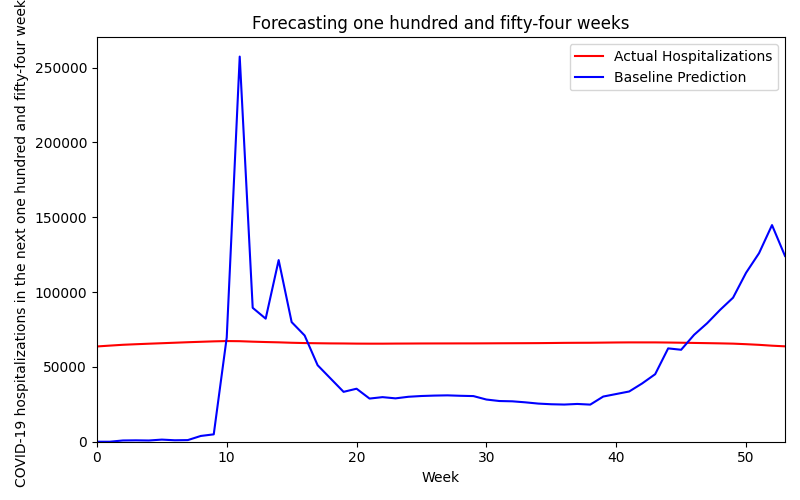 Forecasting one hundred and fifty-four weeks
COVID-19 hospitalizations in the next one hundred and fifty-four week
250000
200000
150000
100000
50000
0
Actual Hospitalizations
Baseline Prediction
0 10 20 30 40 50
Week